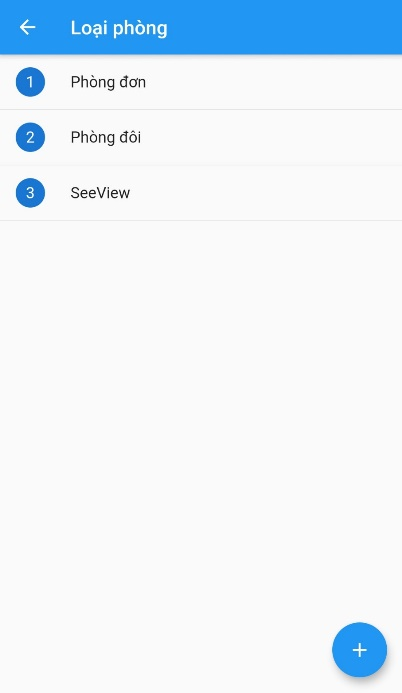 Loại phòng
1 Phòng đơn
2 Phòng đôi
3 SeeView
+